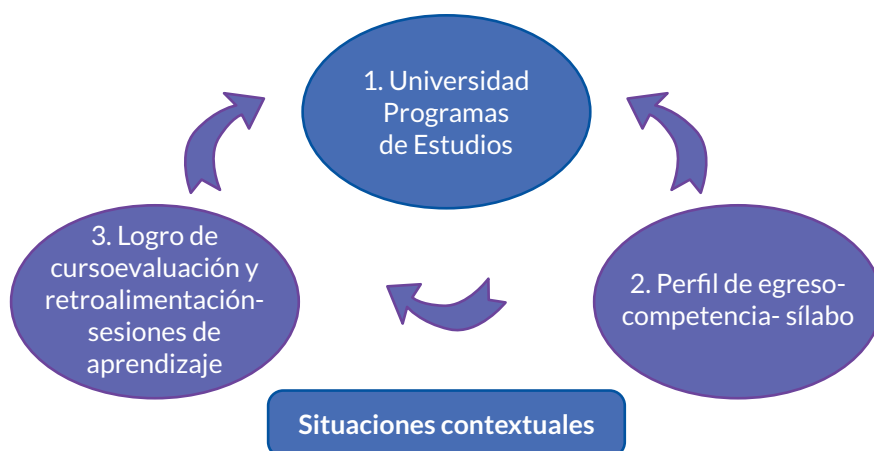 1. Universidad
Programas
de Estudios
2. Perfil de egreso-
competencia- sílabo
3. Logro de
cursoevaluación y
retroalimentación-
sesiones de
aprendizaje
Situaciones contextuales